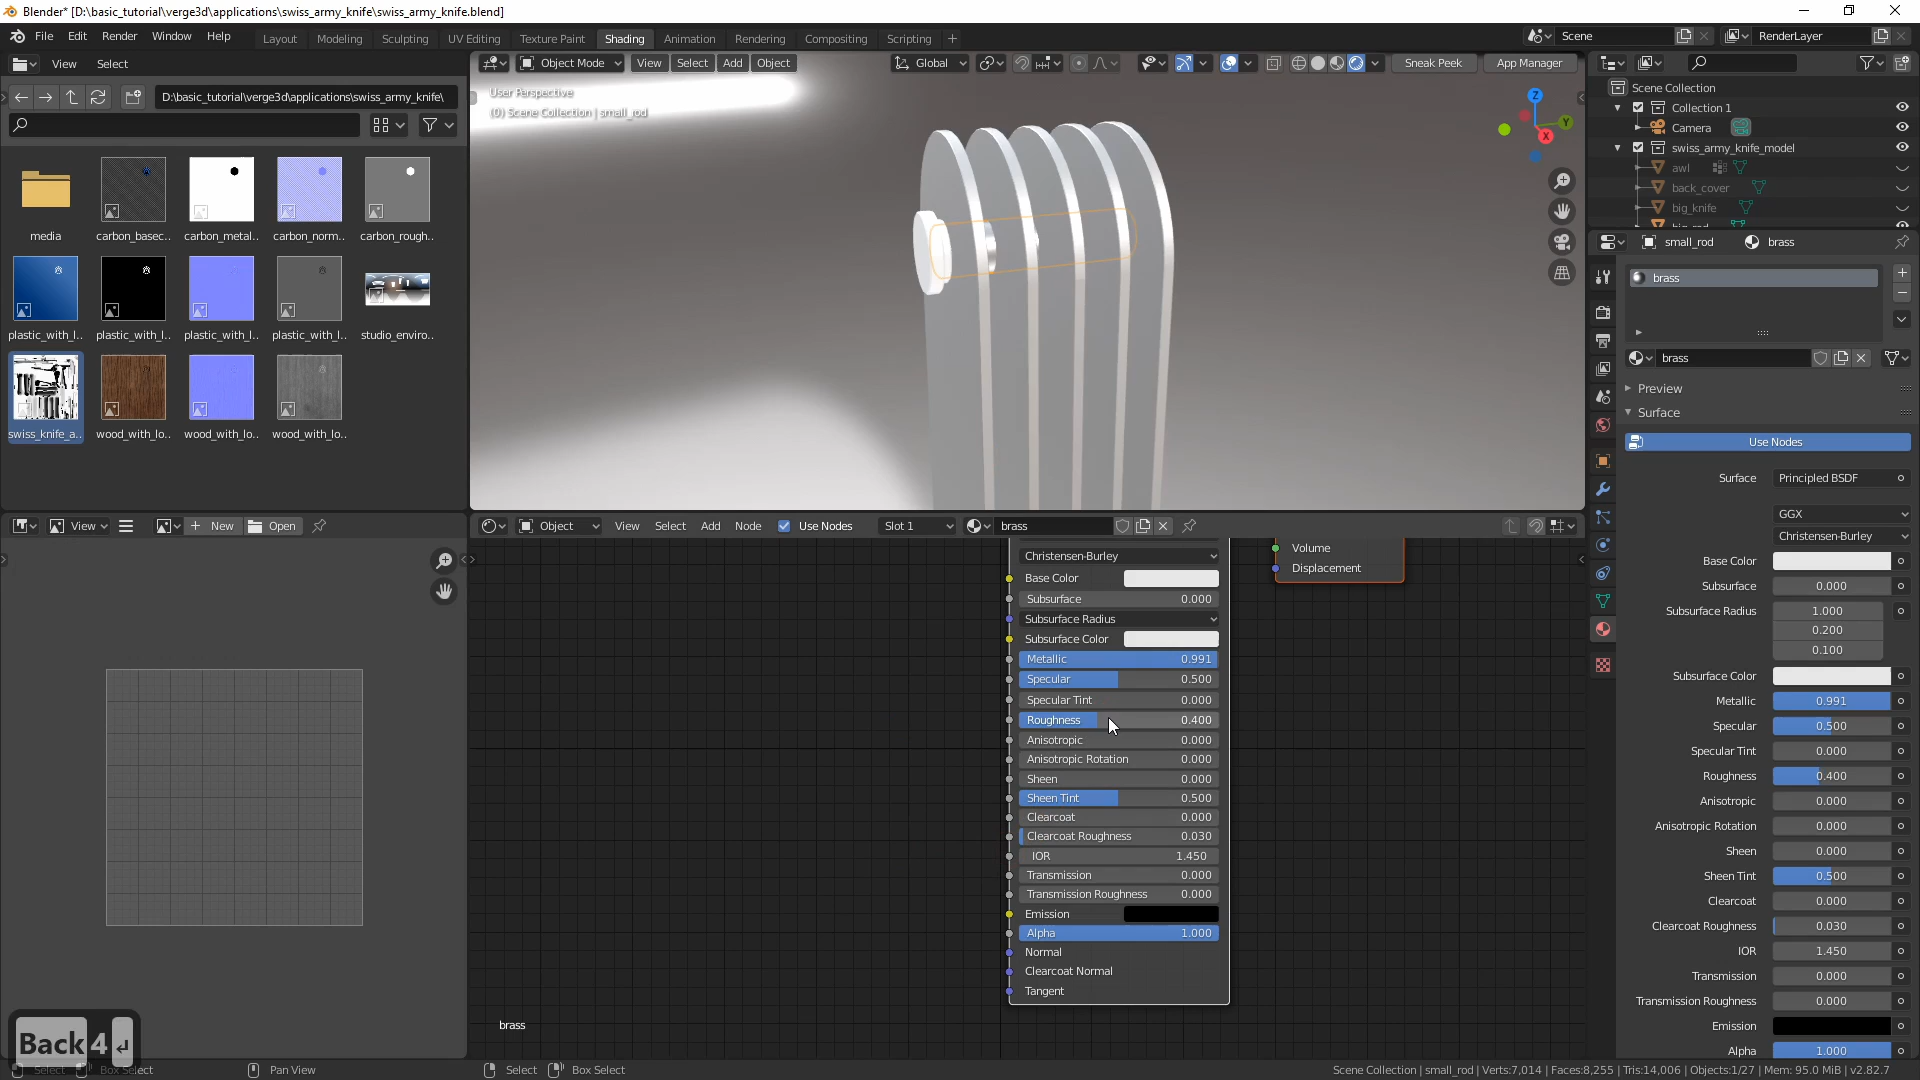 Blender* [D:\basic_tutorial\verge3d\applications\swiss_army_knife\swiss_army_knife.blend]
File Edit Render Window Help Layout Modeling Sculpting UV Editing Texture Paint Shading Animation Rendering Compositing Scripting + Scene RenderLayer
View Select
Object Mode View Select Add Object Global Sneak Peek App Manager
D:\basic_tutorial\verge3d\applications\swiss_army_knife\
User Perspective
(0) Scene Collection | small_rod
Z
Y
X
Scene Collection
Collection 1
Camera
swiss_army_knife_model
awl
back_cover
big_knife
media carbon_basec.. carbon_metal.. carbon_norm.. carbon_rough..
plastic_with_l.. plastic_with_l.. plastic_with_l.. plastic_with_l.. studio_enviro..
swiss_knife_a.. wood_with_lo.. wood_with_lo.. wood_with_lo..
small_rod brass
brass
brass
Preview
Surface
Use Nodes
Surface Principled BSDF
GGX
Christensen-Burley
Base Color
Subsurface 0.000
Subsurface Radius 1.000
0.200
0.100
Subsurface Color
Metallic 0.991
Specular 0.500
Specular Tint 0.000
Roughness 0.400
Anisotropic 0.000
Anisotropic Rotation 0.000
Sheen 0.000
Sheen Tint 0.500
Clearcoat 0.000
Clearcoat Roughness 0.030
IOR 1.450
Transmission 0.000
Transmission Roughness 0.000
Emission
Alpha 1.000
View + New Open
Object View Select Add Node Use Nodes Slot 1 brass
Volume
Displacement
Christensen-Burley
Base Color
Subsurface 0.000
Subsurface Radius
Subsurface Color
Metallic 0.991
Specular 0.500
Specular Tint 0.000
Roughness 0.400
Anisotropic 0.000
Anisotropic Rotation 0.000
Sheen 0.000
Sheen Tint 0.500
Clearcoat 0.000
Clearcoat Roughness 0.030
IOR 1.450
Transmission 0.000
Transmission Roughness 0.000
Emission
Alpha 1.000
Normal
Clearcoat Normal
Tangent
brass
Back 4 ↵
Select Box Select Pan View Select Box Select
Scene Collection | small_rod | Verts:7,014 | Faces:8,255 | Tris:14,006 | Objects:1/27 | Mem: 95.0 MiB | v2.82.7